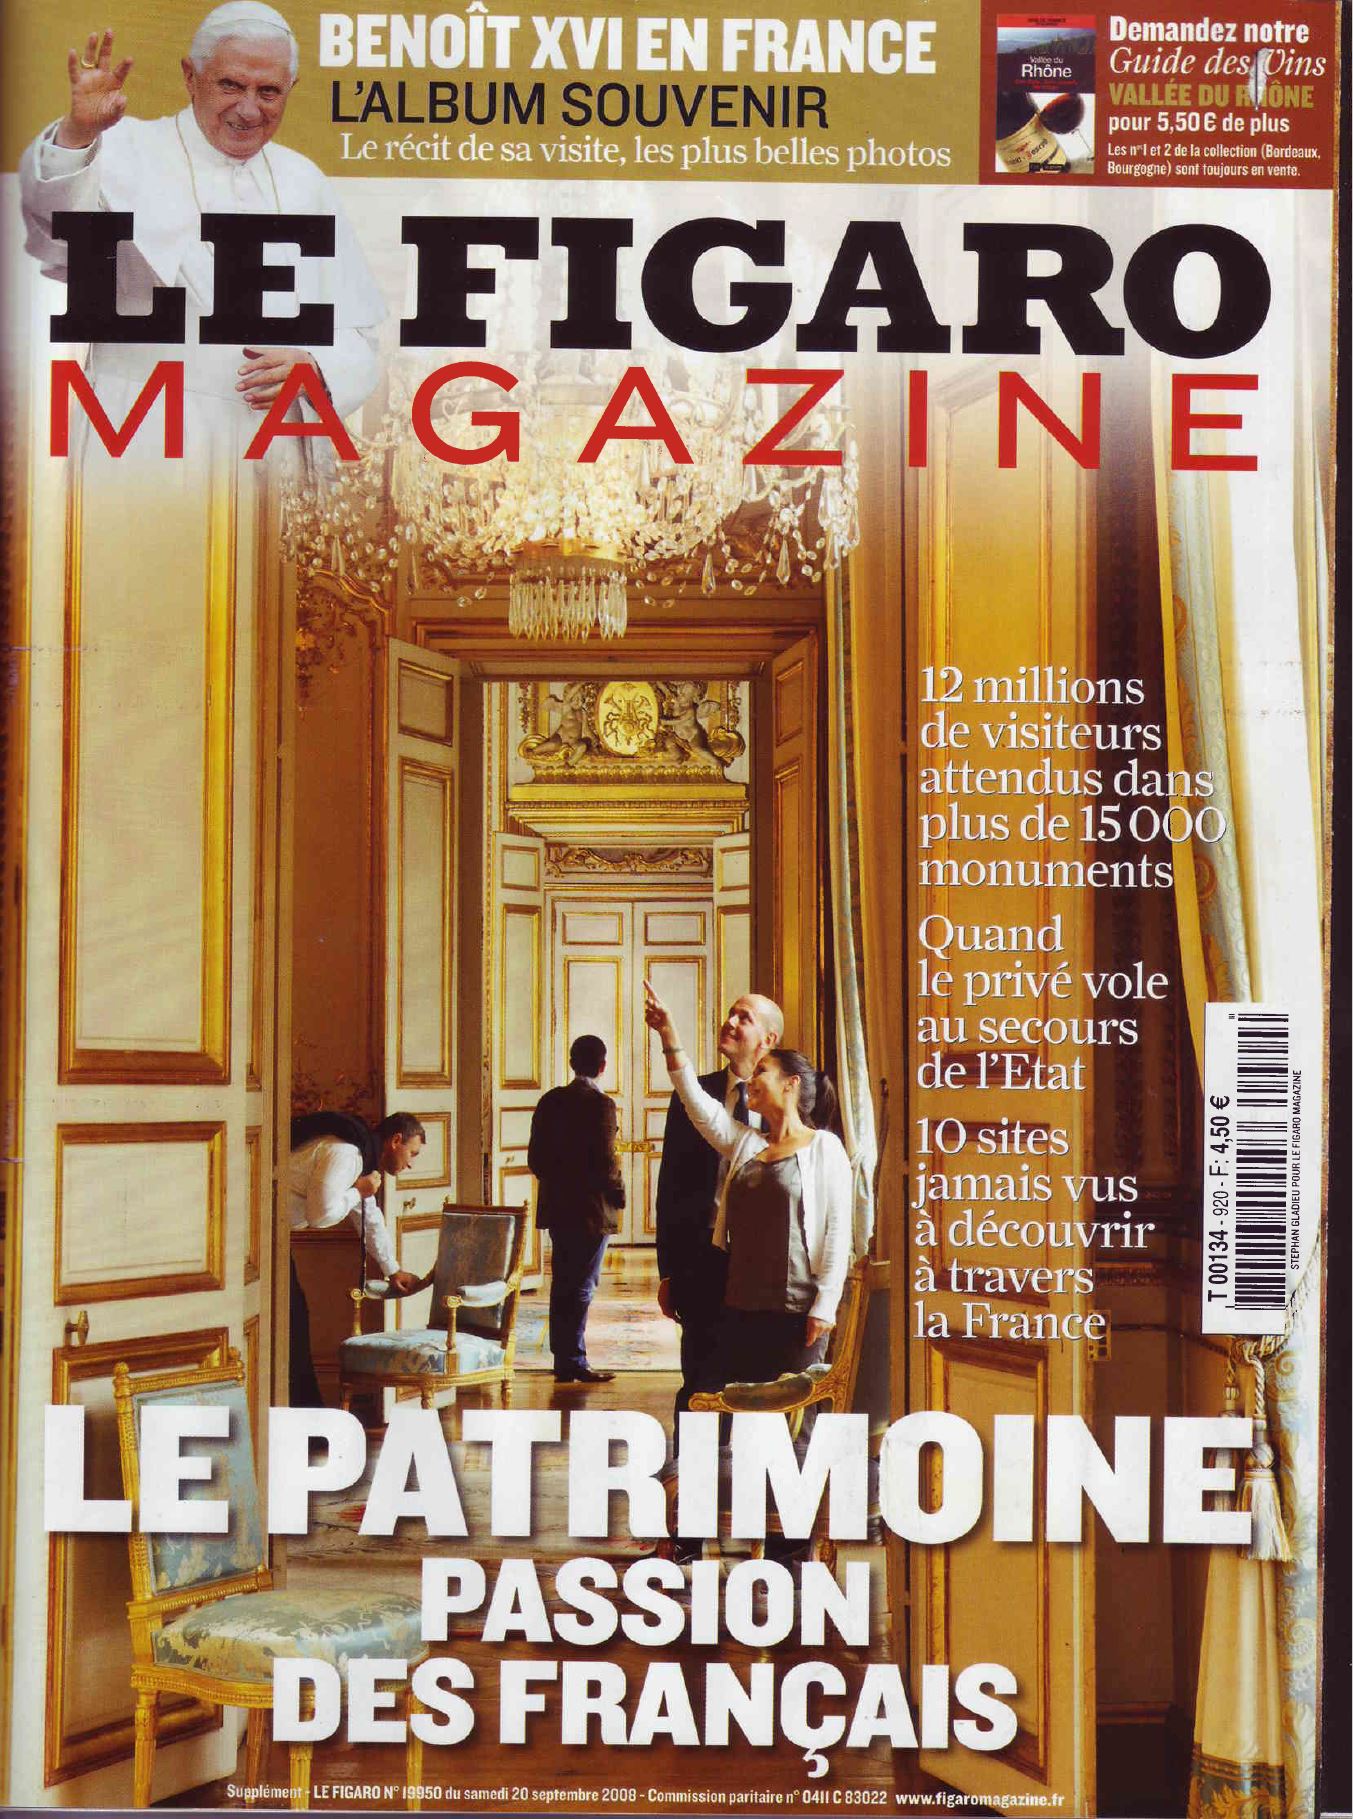 BENOÎT XVI EN FRANCE
L'ALBUM SOUVENIR
Le récit de sa visite, les plus belles photos
Vallée du
Rhône
Demandez notre
Guide des Vins
VALLÉE DU RHÔNE
pour 5,50€ de plus
Les n°1 et 2 de la collection (Bordeaux,
Bourgogne) sont toujours en vente.
LE FIGARO
MAGAZINE
12 millions
de visiteurs
attendus dans
plus de 15 000
monuments
Quand
le privé vole
au secours
de l'Etat
10 sites
jamais vus
à découvrir
à travers
la France
T 00134 - 920 - F: 4,50 €
STEPHAN GLADIEU POUR LE FIGARO MAGAZINE
LE PATRIMOINE
PASSION
DES FRANÇAIS
Supplément - LE FIGARO N° 19950 du samedi 20 septembre 2008 - Commission paritaire n° 0411 C 83022 www.figaromagazine.fr